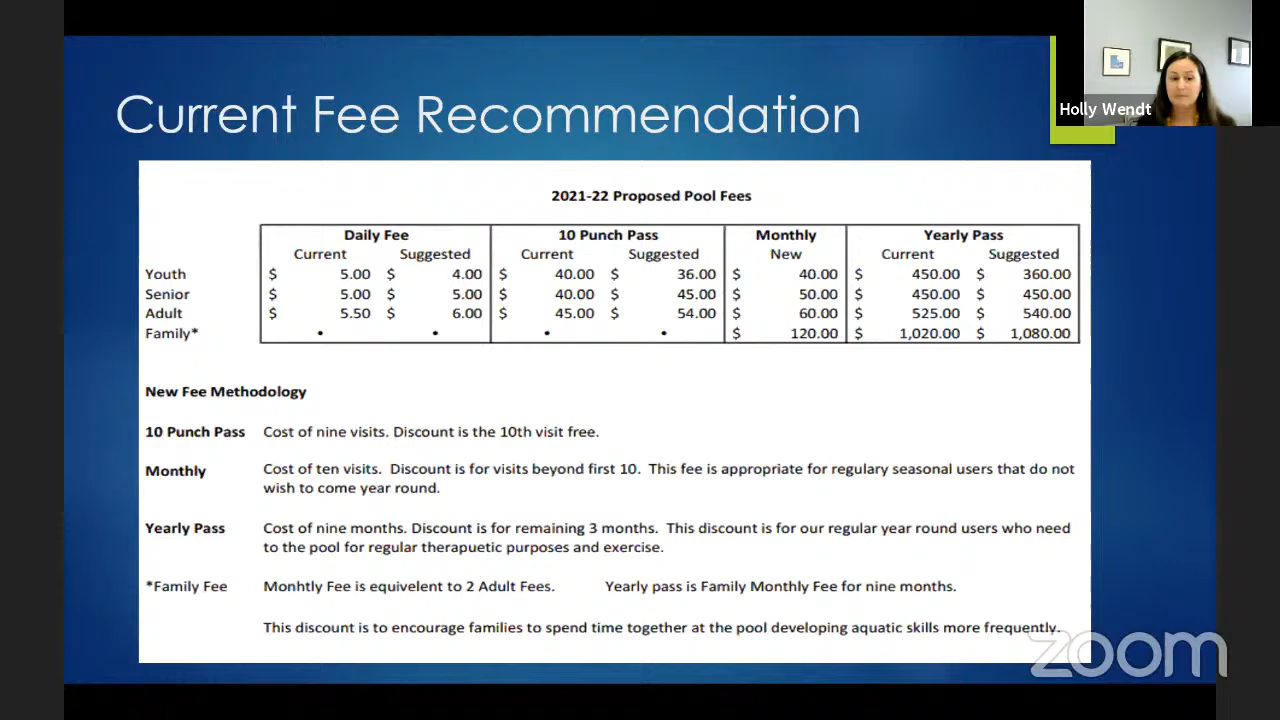 Current Fee Recommendation
Holly Wendt
2021-22 Proposed Pool Fees
Daily Fee 10 Punch Pass Monthly Yearly Pass
Current Suggested Current Suggested New Current Suggested
Youth $ 5.00 $ 4.00 $ 40.00 $ 36.00 $ 40.00 $ 450.00 $ 360.00
Senior $ 5.00 $ 5.00 $ 40.00 $ 45.00 $ 50.00 $ 450.00 $ 450.00
Adult $ 5.50 $ 6.00 $ 45.00 $ 54.00 $ 60.00 $ 525.00 $ 540.00
Family* • • • • $ 120.00 $ 1,020.00 $ 1,080.00
New Fee Methodology
10 Punch Pass Cost of nine visits. Discount is the 10th visit free.
Monthly Cost of ten visits. Discount is for visits beyond first 10. This fee is appropriate for regulary seasonal users that do not
wish to come year round.
Yearly Pass Cost of nine months. Discount is for remaining 3 months. This discount is for our regular year round users who need
to the pool for regular therapuetic purposes and exercise.
*Family Fee Monhtly Fee is equivelent to 2 Adult Fees. Yearly pass is Family Monthly Fee for nine months.
This discount is to encourage families to spend time together at the pool developing aquatic skills more frequently.
zoom